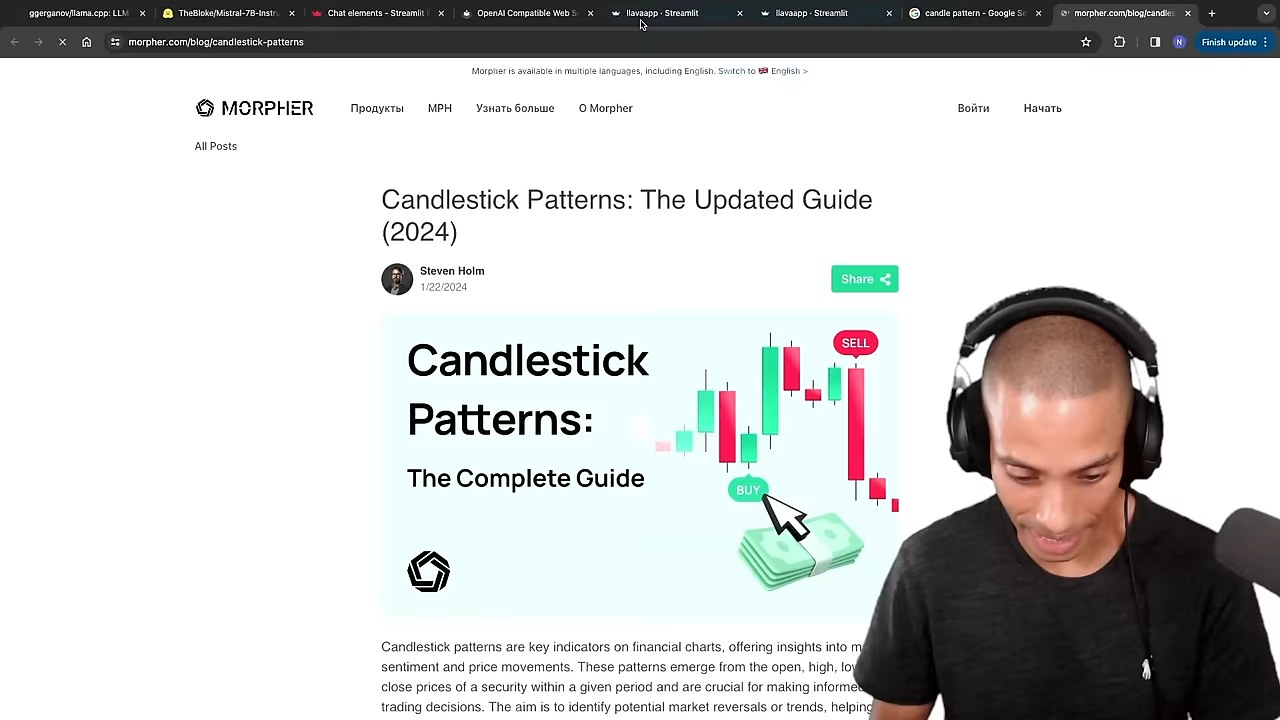 ggerganov/llama.cpp: LLM
TheBloke/Mistral-7B-Instru
Chat elements - Streamlit
OpenAI Compatible Web S
llavaapp · Streamlit
llavaapp · Streamlit
candle pattern - Google Se
morpher.com/blog/candles
morpher.com/blog/candlestick-patterns
N
Finish update
Morpher is available in multiple languages, including English. Switch to English >
MORPHER
Продукты
MPH
Узнать больше
О Morpher
Войти
Начать
All Posts
Candlestick Patterns: The Updated Guide
(2024)
Steven Holm
1/22/2024
Share
Candlestick
Patterns:
The Complete Guide
SELL
BUY
Candlestick patterns are key indicators on financial charts, offering insights into
sentiment and price movements. These patterns emerge from the open, high,
close prices of a security within a given period and are crucial for making informed
trading decisions. The aim is to identify potential market reversals or trends, helping